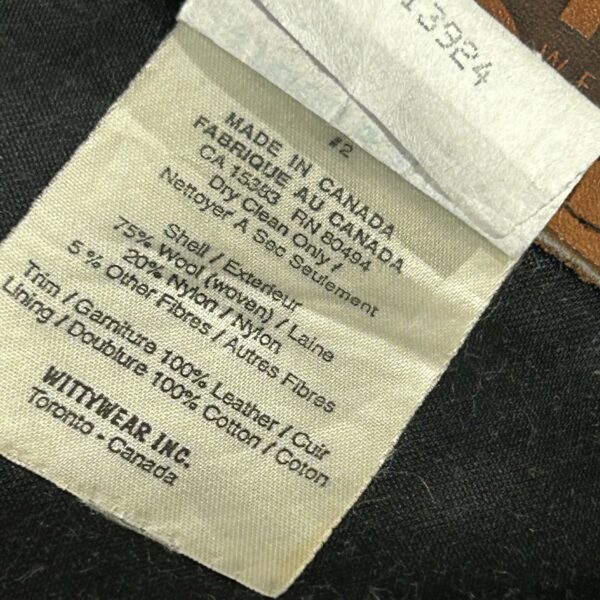 13924
#2
MADE IN CANADA
FABRIQUE AU CANADA
CA 15383 RN 80494
Dry Clean Only /
Nettoyer A Sec Seulement
Shell / Exterieur
75% Wool (woven) / Laine
20% Nylon / Nylon
5 % Other Fibres / Autres Fibres
Trim / Garniture 100% Leather / Cuir
Lining / Doublure 100% Cotton / Coton
WITTYWEAR INC.
Toronto - Canada